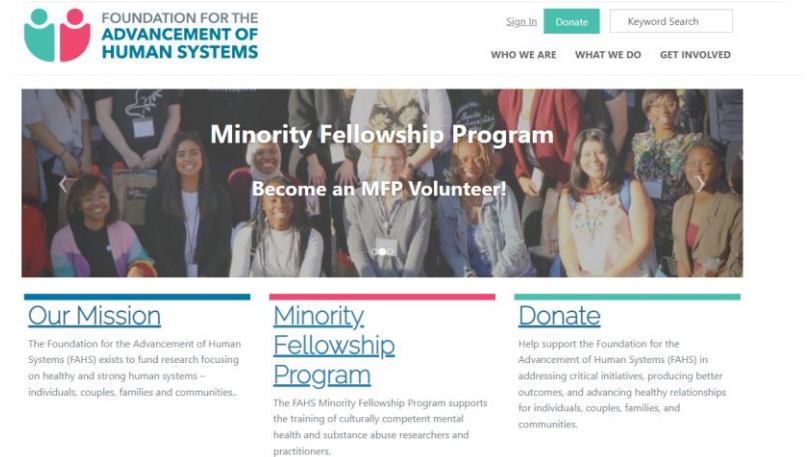 FOUNDATION FOR THE
ADVANCEMENT OF
HUMAN SYSTEMS
Sign In
Donate
Keyword Search
WHO WE ARE
WHAT WE DO
GET INVOLVED
Minority Fellowship Program
Become an MFP Volunteer!
Our Mission
The Foundation for the Advancement of Human
Systems (FAHS) exists to fund research focusing
on healthy and strong human systems –
individuals, couples, families and communities..
Minority
Fellowship
Program
The FAHS Minority Fellowship Program supports
the training of culturally competent mental
health and substance abuse researchers and
practitioners.
Donate
Help support the Foundation for the
Advancement of Human Systems (FAHS) in
addressing critical initiatives, producing better
outcomes, and advancing healthy relationships
for individuals, couples, families, and
communities.